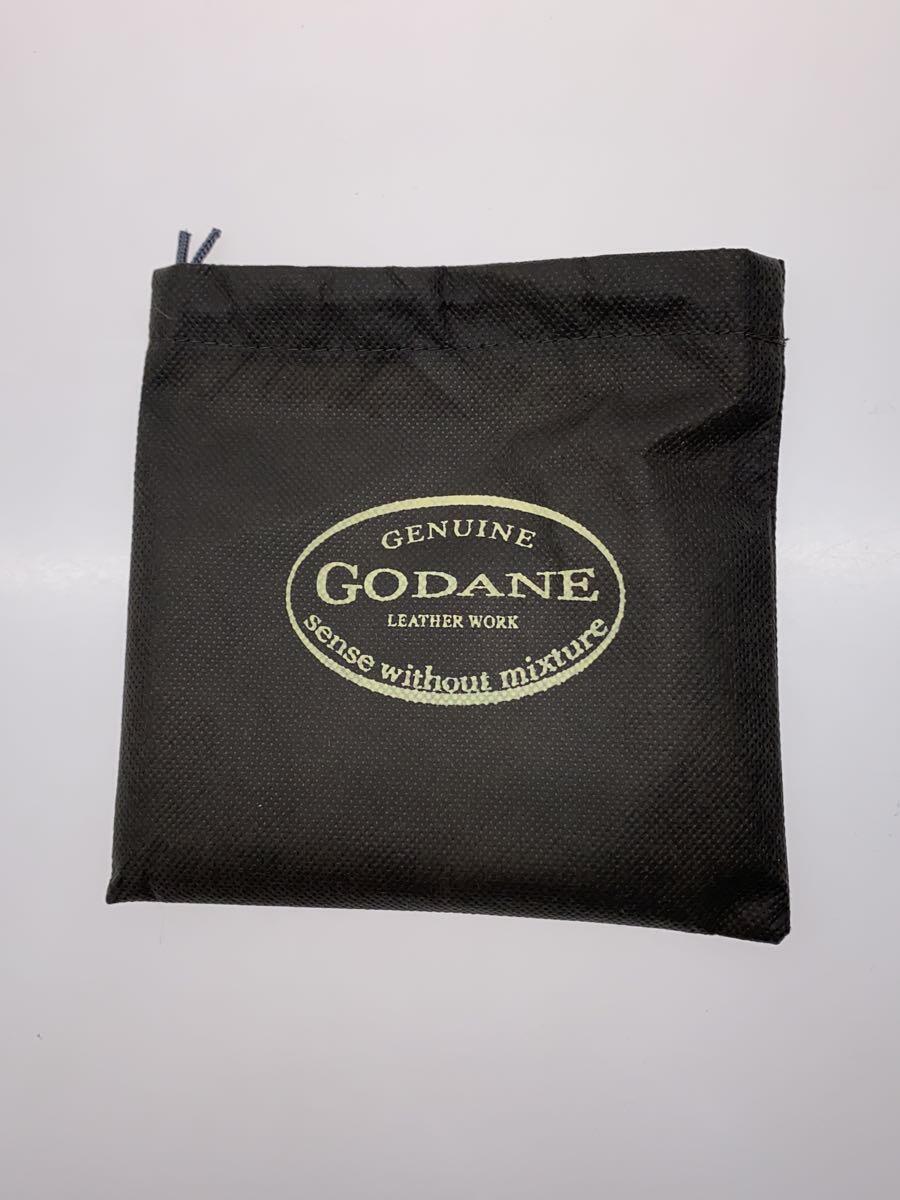 GENUINE
GODANE
LEATHER WORK
sense without mixture